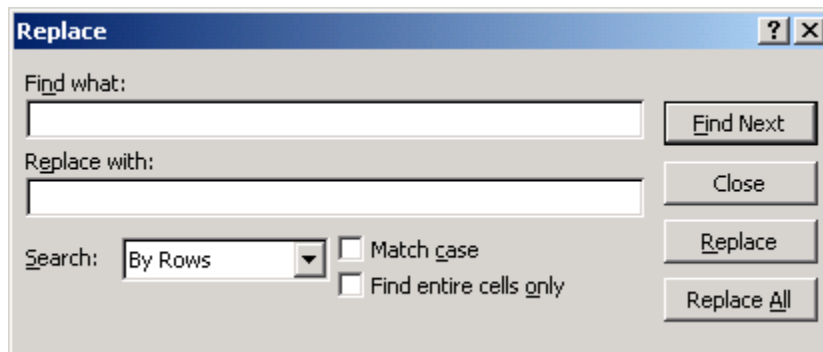 Replace
Find what:
Find Next
Replace with:
Close
Search:
By Rows
Match case
Replace
Find entire cells only
Replace All